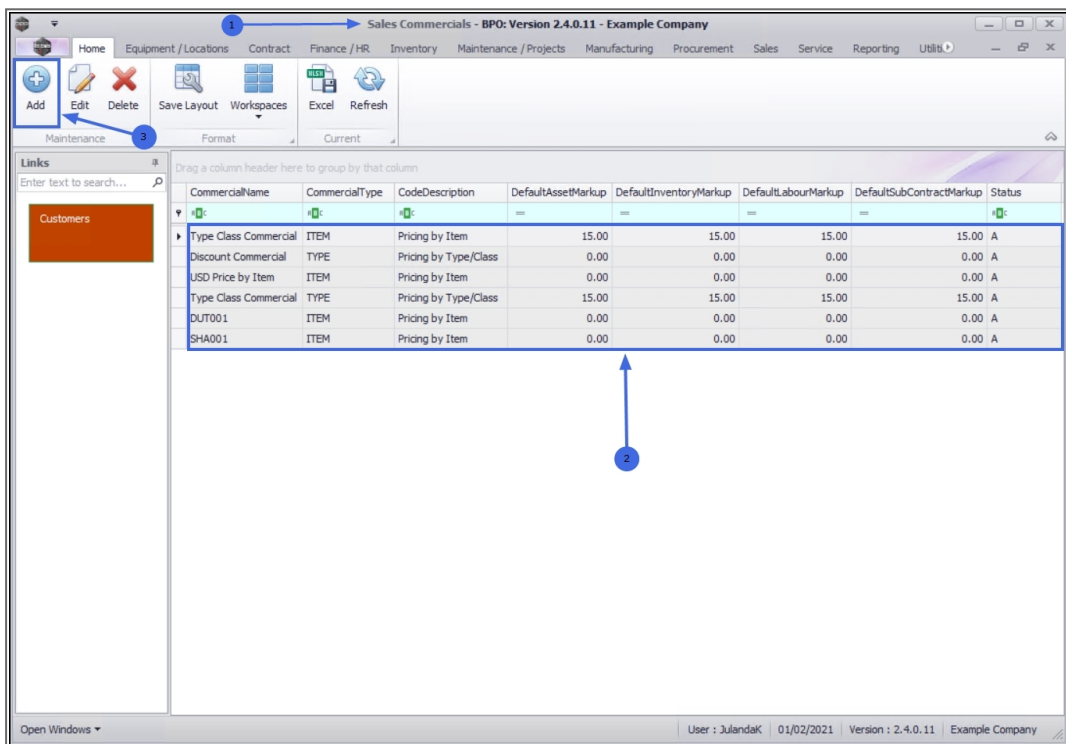 1
Sales Commercials - BPO: Version 2.4.0.11 - Example Company
Home Equipment / Locations Contract Finance / HR Inventory Maintenance / Projects Manufacturing Procurement Sales Service Reporting Utiliti
Add Edit Delete Save Layout Workspaces Excel Refresh
Maintenance 3 Format Current
Links
Enter text to search...
Customers
Drag a column header here to group by that column
CommercialName CommercialType CodeDescription DefaultAssetMarkup DefaultInventoryMarkup DefaultLabourMarkup DefaultSubContractMarkup Status
= = = =
Type Class Commercial ITEM Pricing by Item 15.00 15.00 15.00 15.00 A
Discount Commercial TYPE Pricing by Type/Class 0.00 0.00 0.00 0.00 A
USD Price by Item ITEM Pricing by Item 0.00 0.00 0.00 0.00 A
Type Class Commercial TYPE Pricing by Type/Class 15.00 15.00 15.00 15.00 A
DUT001 ITEM Pricing by Item 0.00 0.00 0.00 0.00 A
SHA001 ITEM Pricing by Item 0.00 0.00 0.00 0.00 A
2
Open Windows User : JulandaK 01/02/2021 Version : 2.4.0.11 Example Company